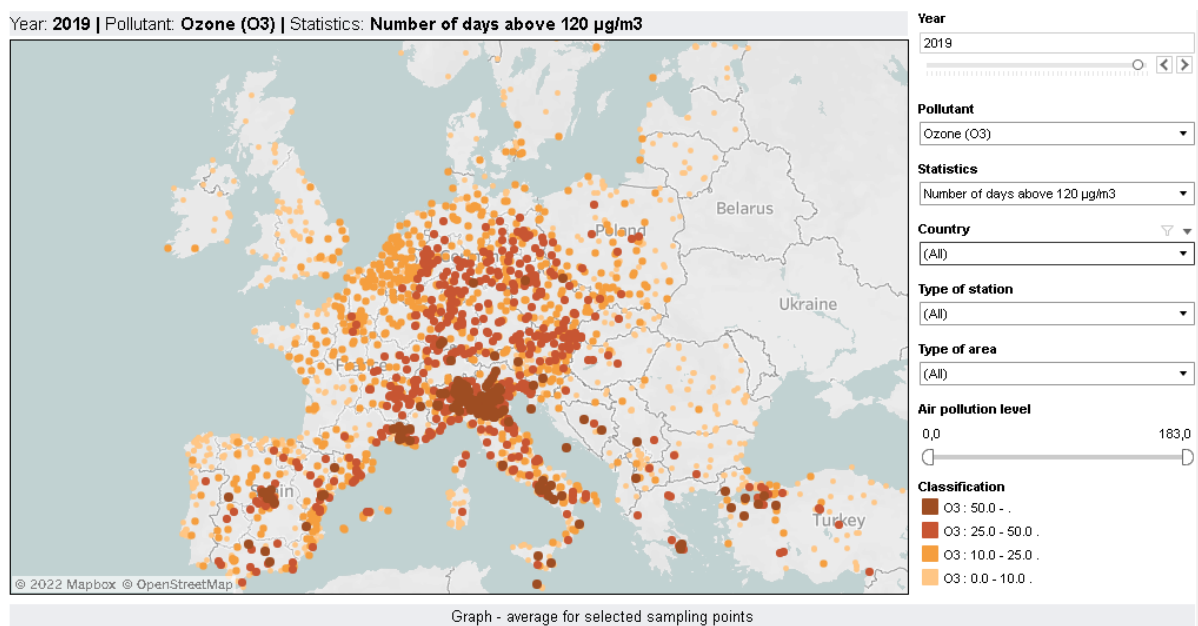 Year: 2019 | Pollutant: Ozone (O3) | Statistics: Number of days above 120 µg/m3
Belarus
Poland
Ukraine
France
Spain
Turkey
© 2022 Mapbox © OpenStreetMap
Graph - average for selected sampling points
Year
2019
Pollutant
Ozone (O3)
Statistics
Number of days above 120 µg/m3
Country
(All)
Type of station
(All)
Type of area
(All)
Air pollution level
0,0 183,0
Classification
O3 : 50.0 - .
O3 : 25.0 - 50.0 .
O3 : 10.0 - 25.0 .
O3 : 0.0 - 10.0 .